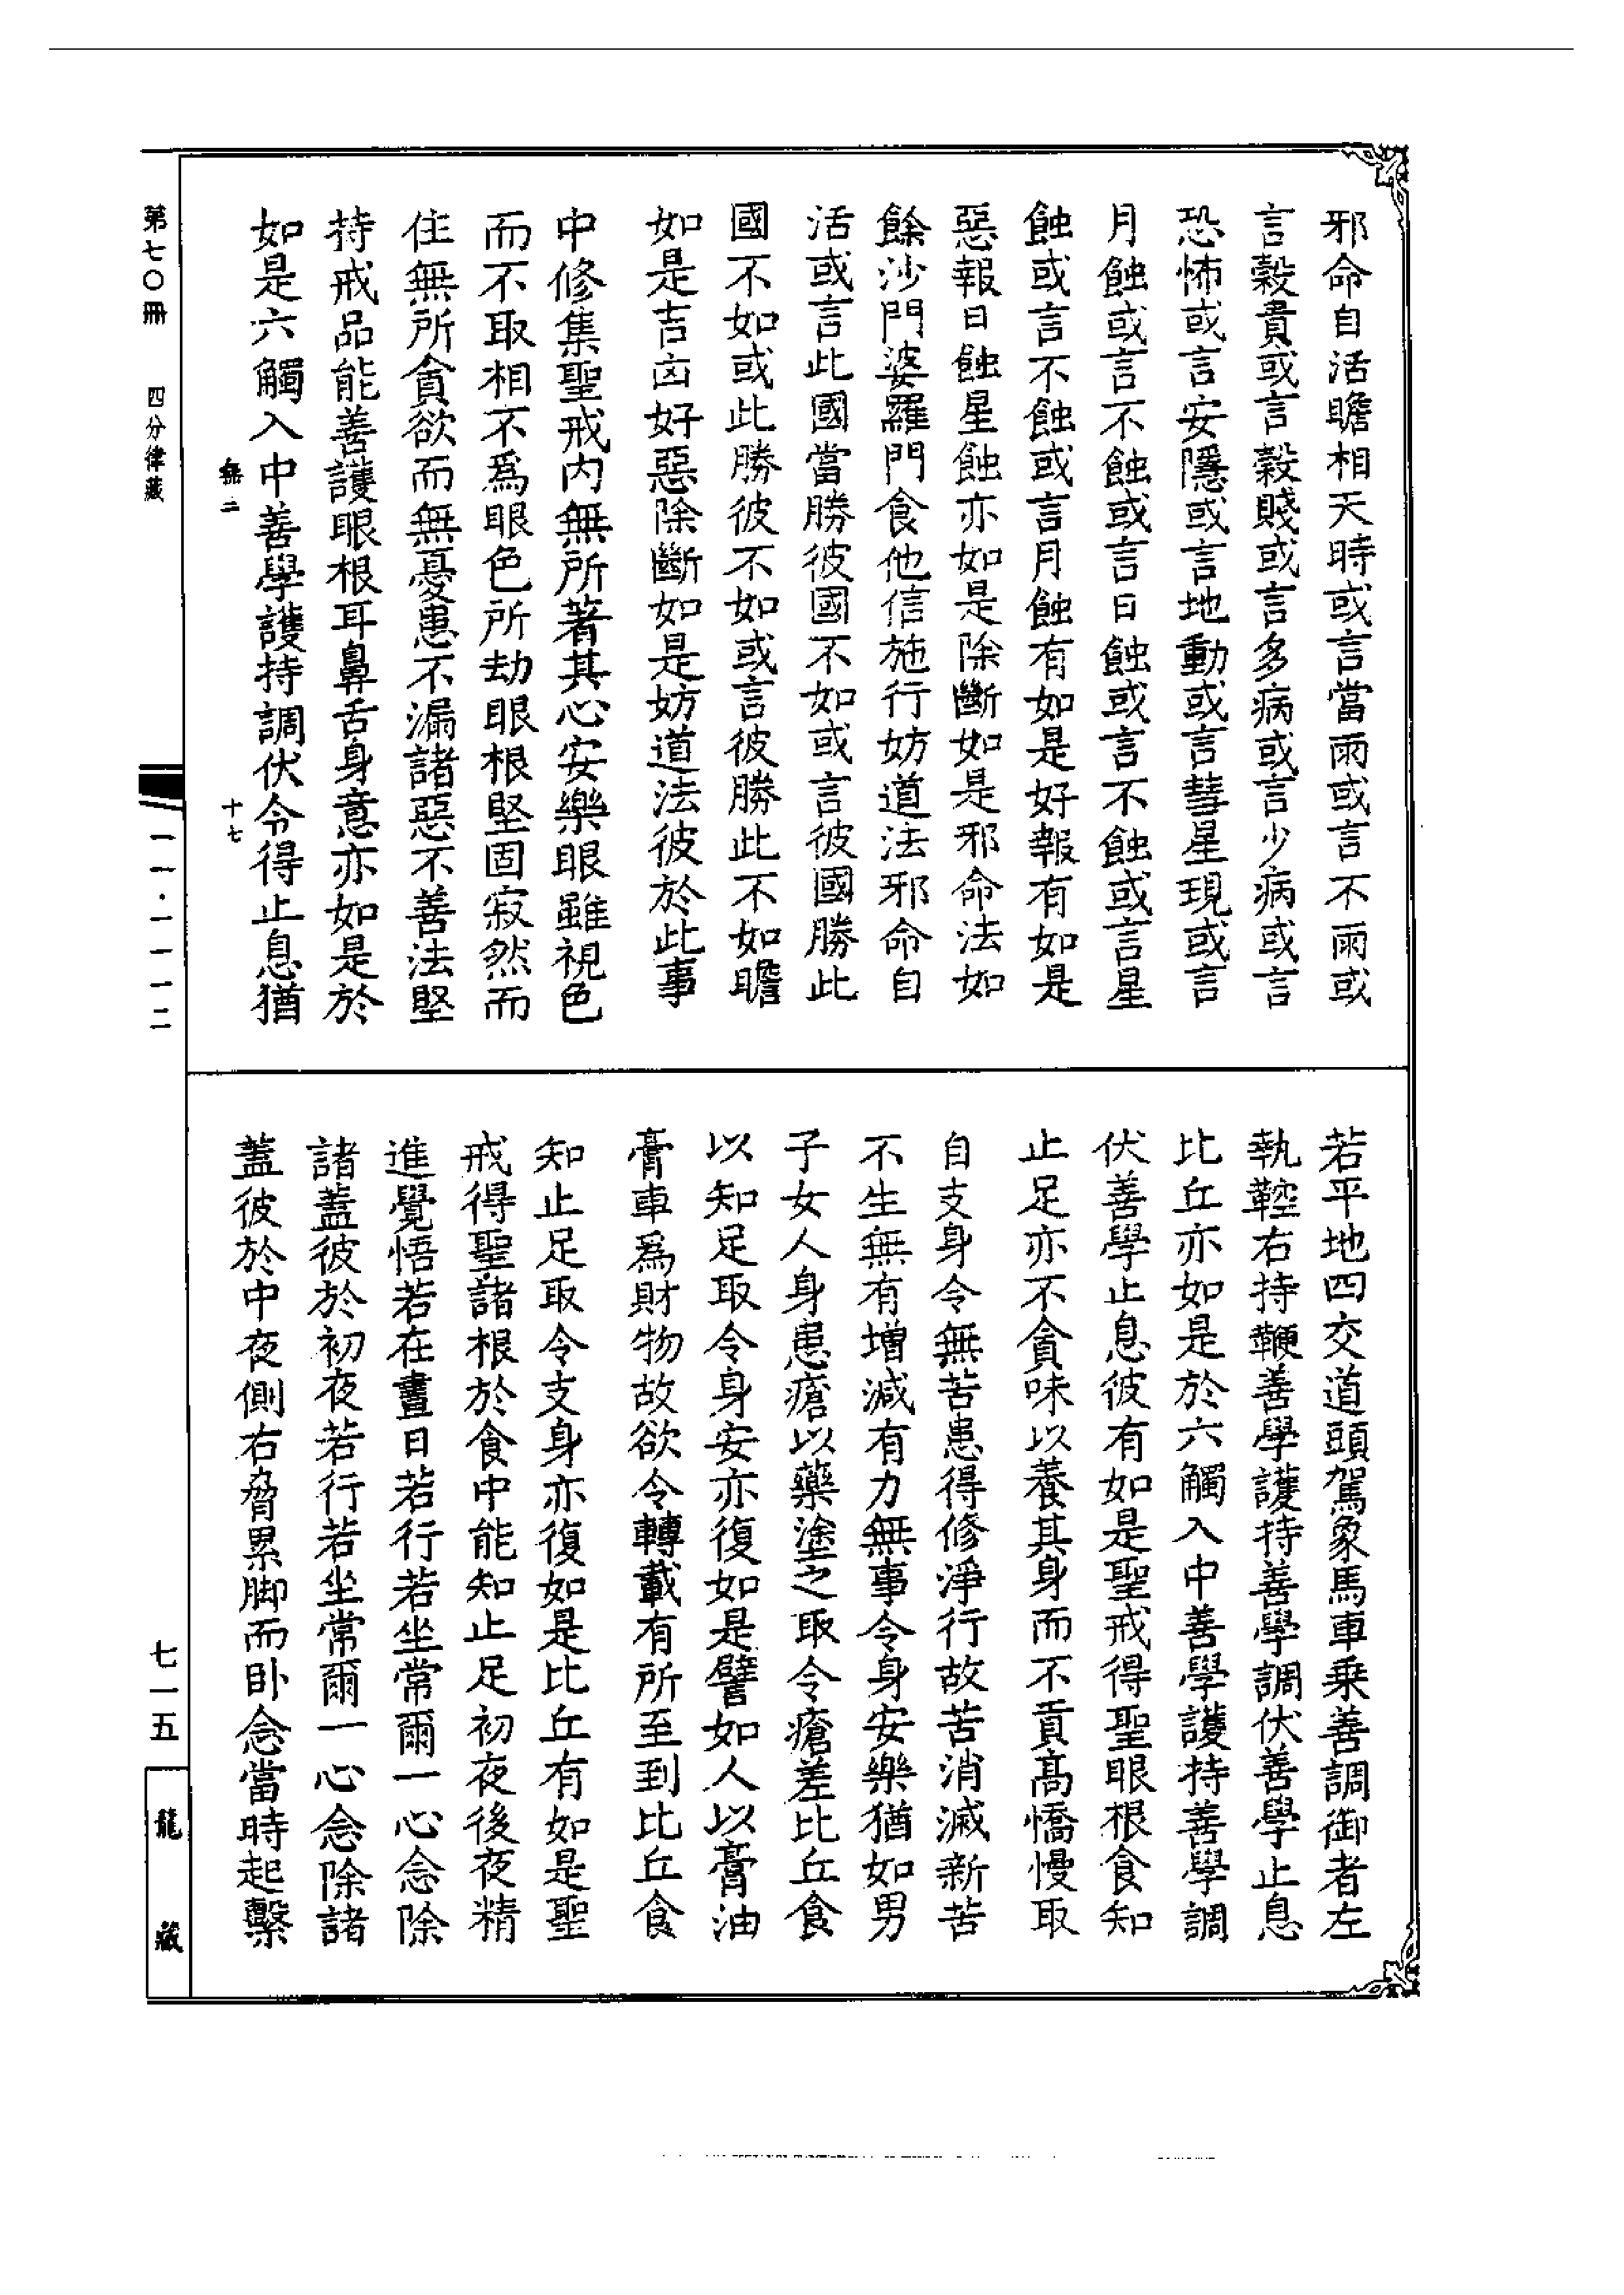 邪命自活瞻相天時或言當雨或言不雨或
言穀貴或言穀賤或言多病或言少病或言
恐怖或言安隱或言地動或言彗星現或言
月蝕或言不蝕或言日蝕或言不蝕或言星
蝕或言不蝕或言月蝕有如是好報有如是
惡報日蝕星蝕亦如是除斷如是邪命法如
餘沙門婆羅門食他信施行妨道法邪命自
活或言此國當勝彼國不如或言彼國勝此
國不如或此勝彼不如或言彼勝此不如瞻
如是吉凶好惡除斷如是妨道法彼於此事
中修集聖戒內無所著其心安樂眼雖視色
而不取相不爲眼色所劫眼根堅固寂然而
住無所貪欲而無憂患不漏諸惡不善法堅
持戒品能善護眼根耳鼻舌身意亦如是於
如是六觸入中善學護持調伏令得止息猶
無二
十七
若平地四交道頭駕象馬車乘善調御者左
執鞚右持鞭善學護持善學調伏善學止息
比丘亦如是於六觸入中善學護持善學調
伏善學止息彼有如是聖戒得聖眼根食知
止足亦不貪味以養其身而不貢高憍慢取
自支身令無苦患得修淨行故苦消滅新苦
不生無有增減有力無事令身安樂猶如男
子女人身患瘡以藥塗之取令瘡差比丘食
以知足取令身安亦復如是譬如人以膏油
膏車爲財物故欲令轉載有所至到比丘食
知止足取令支身亦復如是比丘有如是聖
戒得聖諸根於食中能知止足初夜後夜精
進覺悟若在晝日若行若坐常爾一心念除
諸蓋彼於初夜若行若坐常爾一心念除諸
蓋彼於中夜側右脅累脚而卧念當時起繫
第七〇冊
四分律藏
一一·一一一二
七一五
龍藏